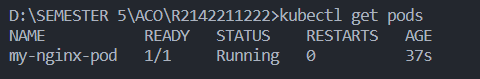 D:\SEMESTER 5\ACO\R2142211222>kubectl get pods
NAME READY STATUS RESTARTS AGE
my-nginx-pod 1/1 Running 0 37s